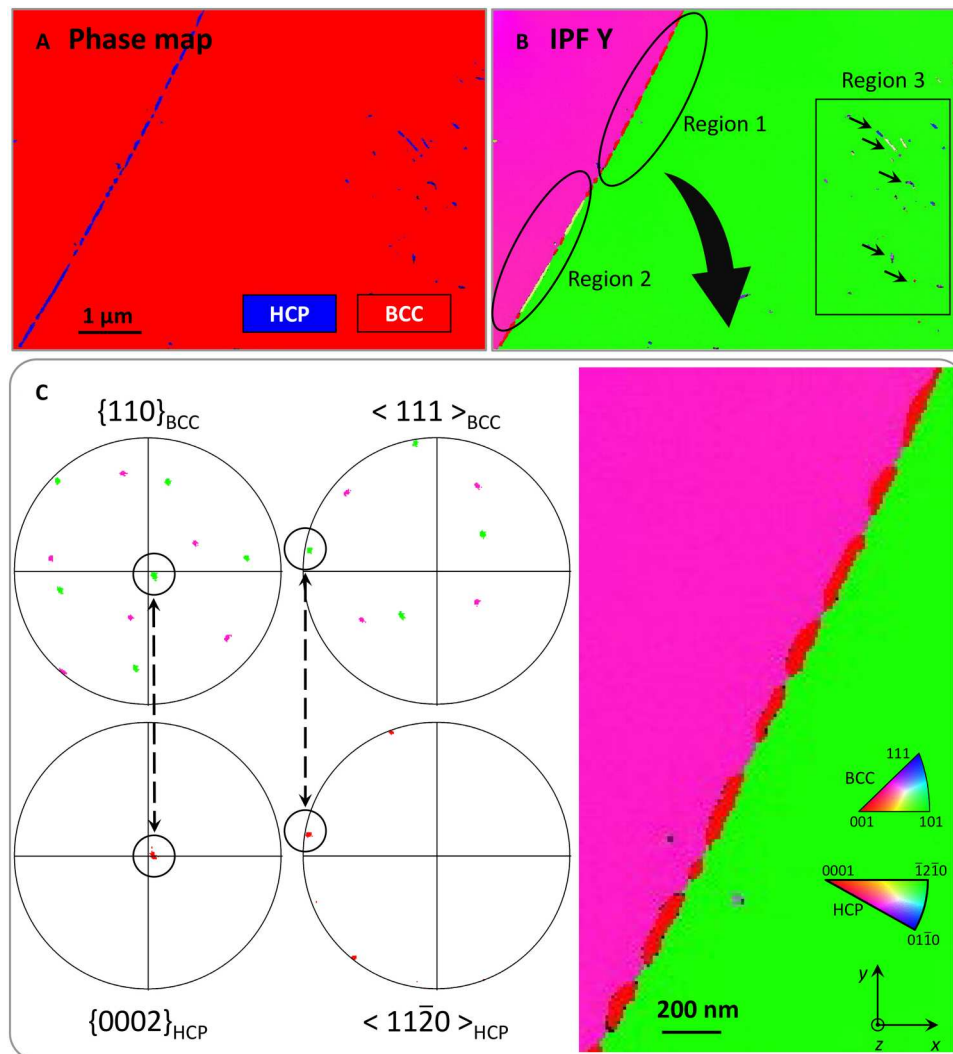 A Phase map
1 μm
HCP
BCC
B IPF Y
Region 1
Region 2
Region 3
C
{110}BCC
< 111 >BCC
{0002}HCP
< 112̄0 >HCP
111
BCC
001
101
0001
1̄21̄0
HCP
011̄0
200 nm
y
z
x